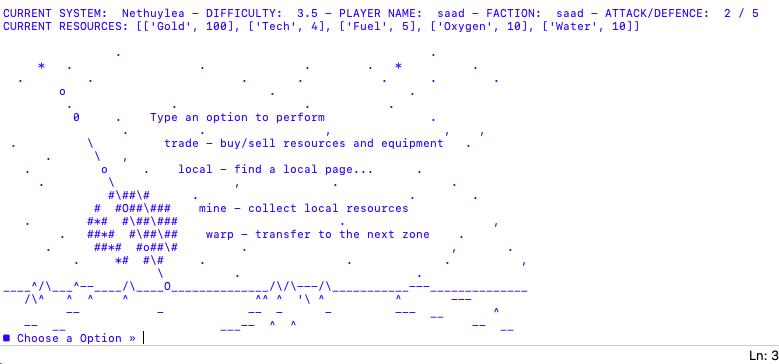 CURRENT SYSTEM:  Nethuylea – DIFFICULTY:  3.5 – PLAYER NAME:  saad – FACTION:  saad – ATTACK/DEFENCE:  2 / 5
CURRENT RESOURCES: [['Gold', 100], ['Tech', 4], ['Fuel', 5], ['Oxygen', 10], ['Water', 10]]
Type an option to perform
trade – buy/sell resources and equipment
local – find a local page...
mine – collect local resources
warp – transfer to the next zone
■ Choose a Option »
Ln: 3